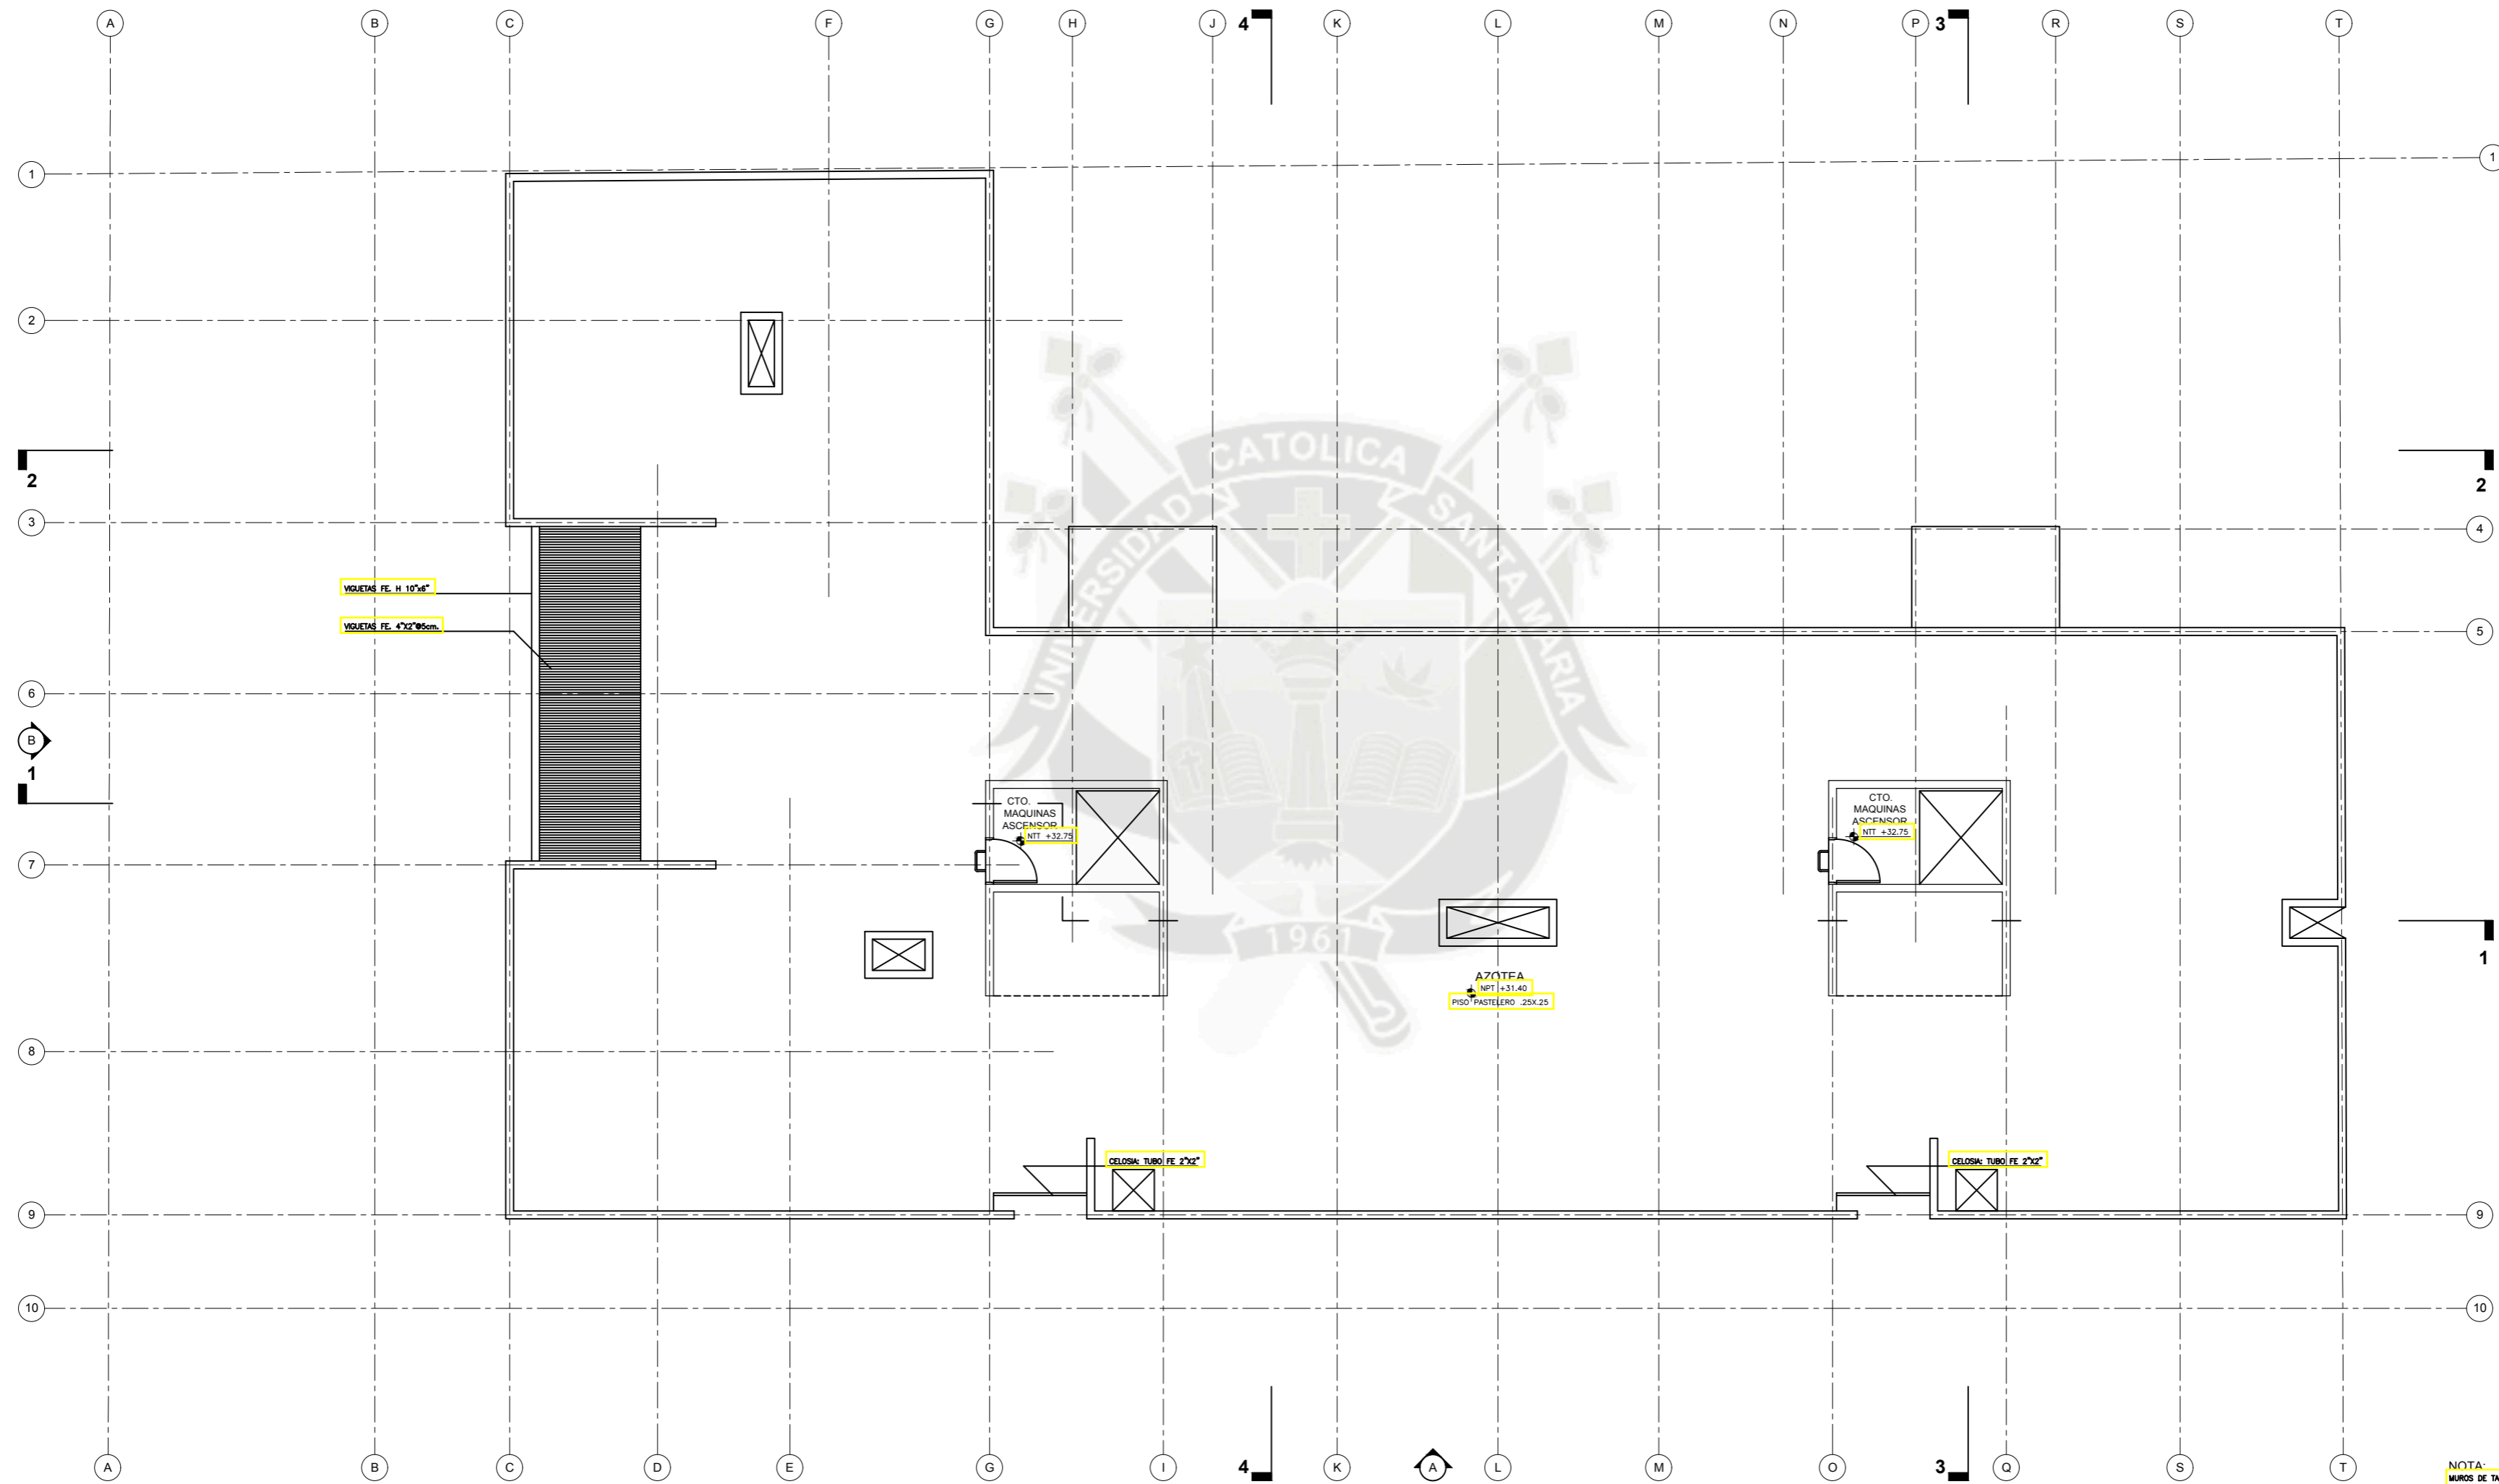 A B C F G H J 4 K L M N P 3 R S T
1 1
2
UNIVERSIDAD CATOLICA SANTA MARIA
2 2
3 4
VIGUETAS FE. H 10"x6"
VIGUETAS FE. 4"X2"@5cm.
5
6
B
1
CTO.
MAQUINAS
ASCENSOR
NTT +32.75
CTO.
MAQUINAS
ASCENSOR
NTT +32.75
7
1961
1
AZOTEA
NPT +31.40
PISO PASTELERO .25X.25
8
CELOSIA: TUBO FE 2"X2"
CELOSIA: TUBO FE 2"X2"
9 9
10 10
A B C D E G I 4 K A L M O 3 Q S T
NOTA:
MUROS DE TA